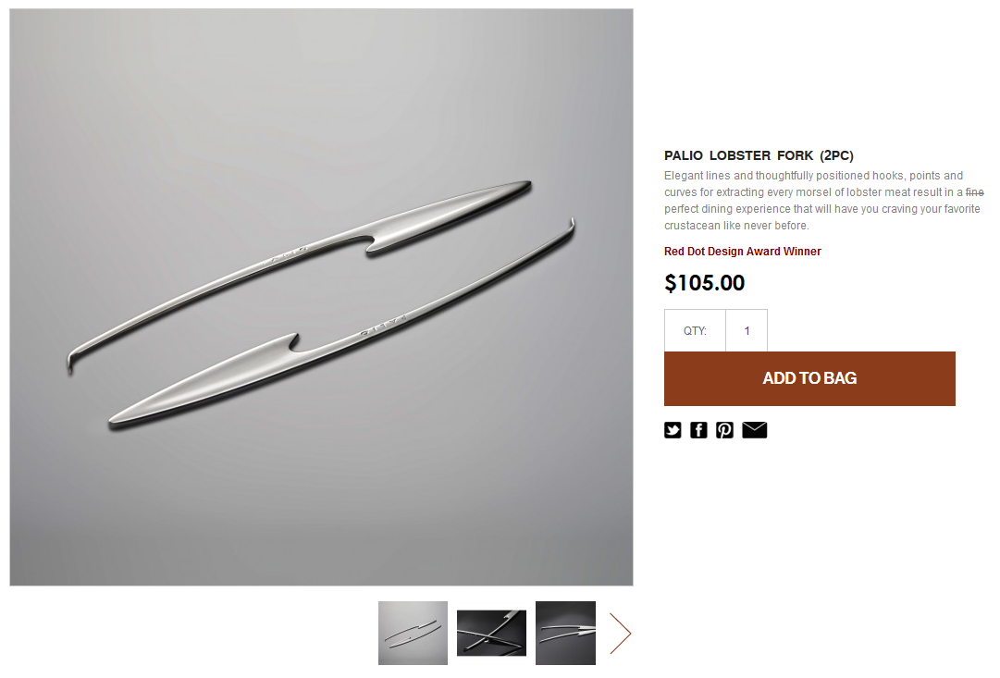 PALIO LOBSTER FORK (2PC)
Elegant lines and thoughtfully positioned hooks, points and
curves for extracting every morsel of lobster meat result in a fine
perfect dining experience that will have you craving your favorite
crustacean like never before.
Red Dot Design Award Winner
$105.00
QTY: 1
ADD TO BAG